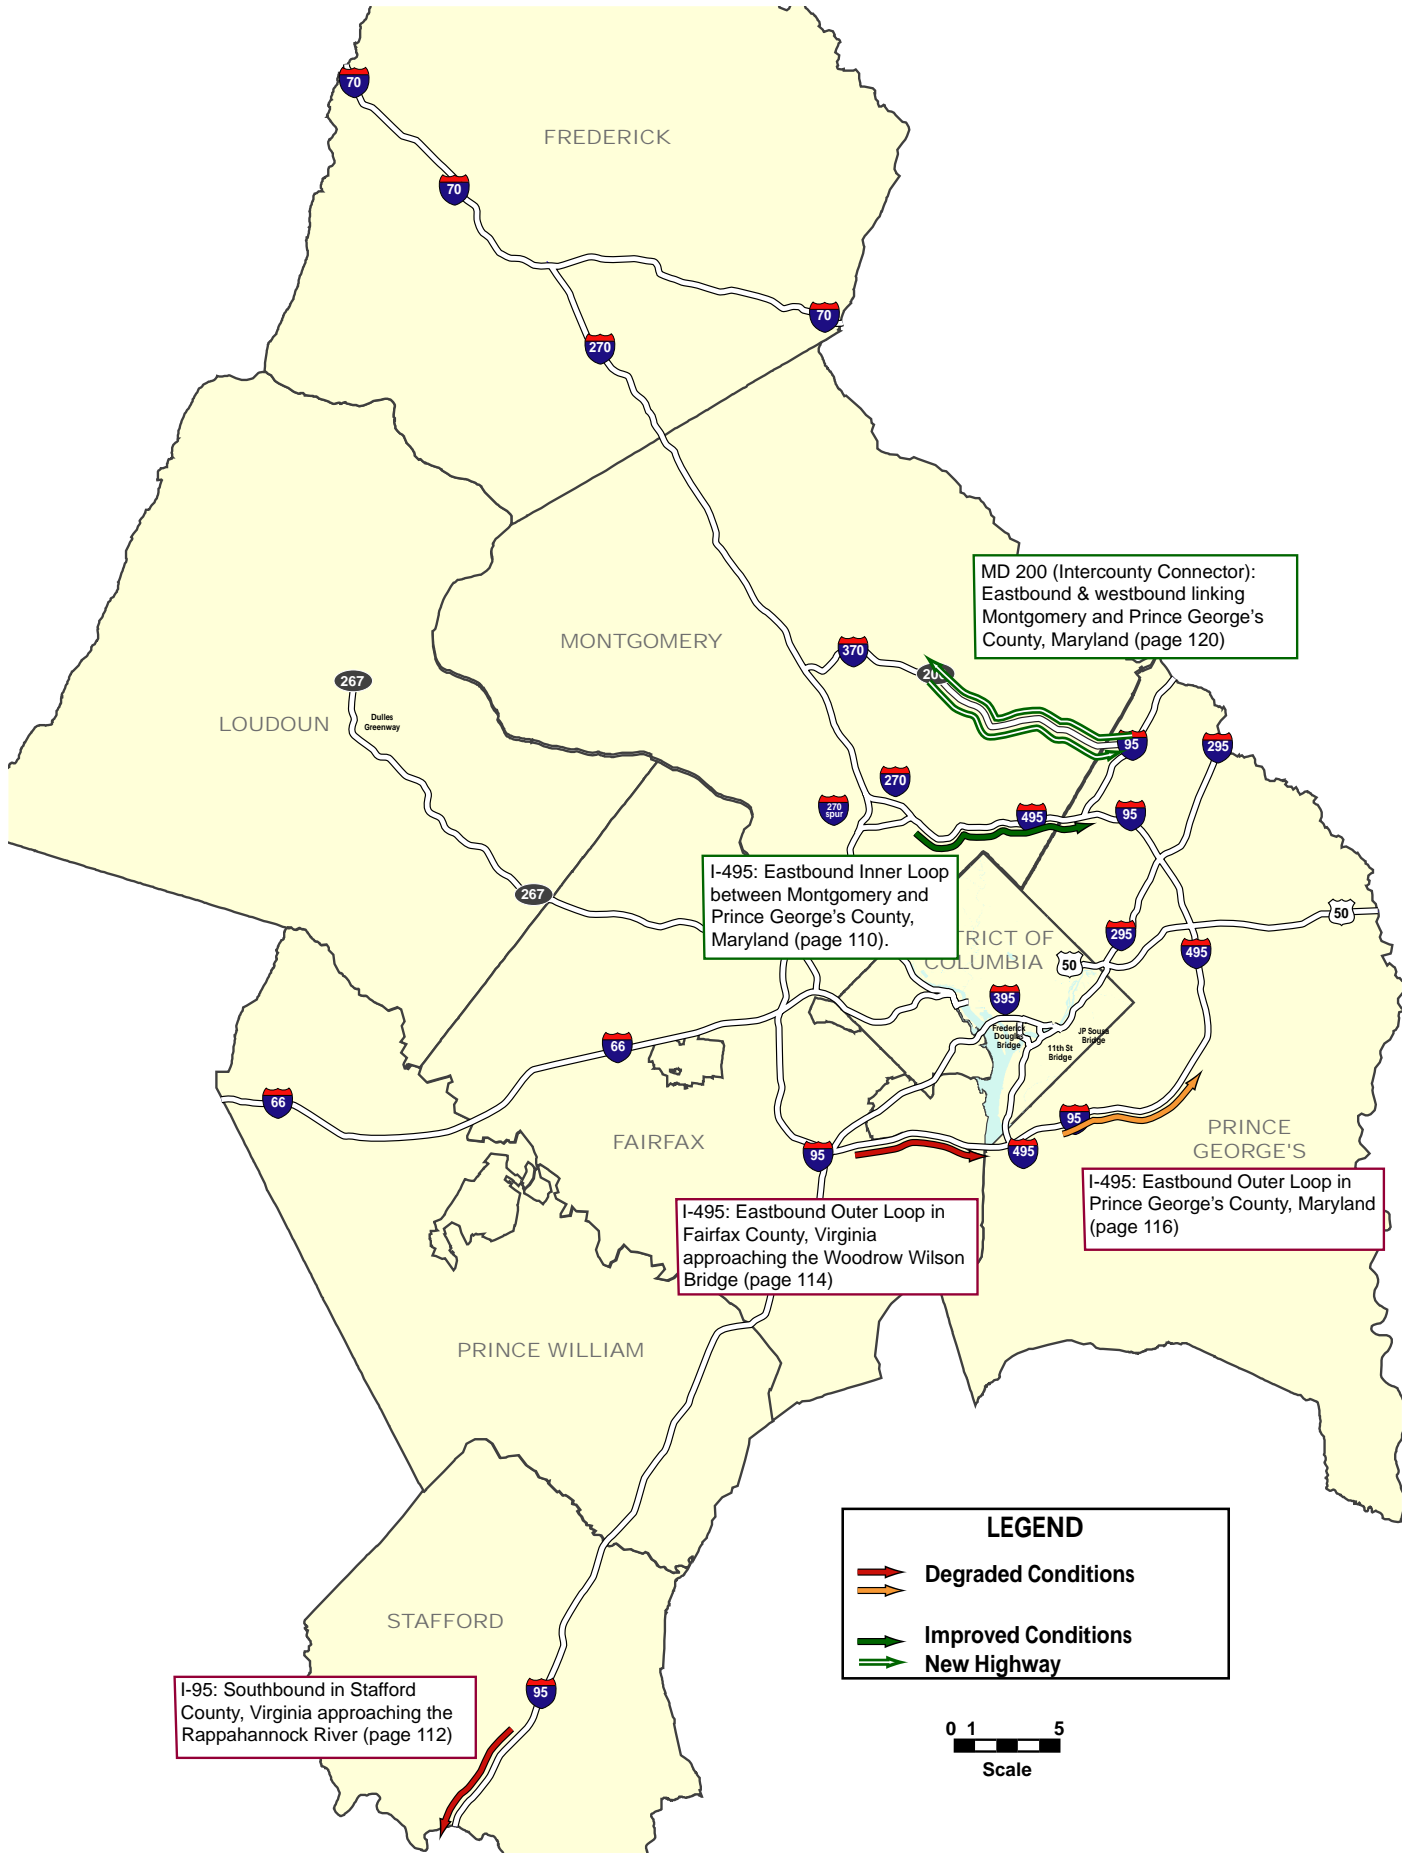 70
FREDERICK
70
70
270
MD 200 (Intercounty Connector):
Eastbound & westbound linking
Montgomery and Prince George's
County, Maryland (page 120)
MONTGOMERY
370
267
LOUDOUN
Dulles
Greenway
95
295
270
270
spur
495
95
I-495: Eastbound Inner Loop
between Montgomery and
Prince George's County,
Maryland (page 110).
267
50
295
TRICT OF
COLUMBIA
495
50
395
Frederick
Bridge
JP Sousa
Bridge
11th St
Bridge
66
66
95
FAIRFAX
PRINCE
GEORGE'S
95
495
I-495: Eastbound Outer Loop in
Prince George's County, Maryland
(page 116)
I-495: Eastbound Outer Loop in
Fairfax County, Virginia
approaching the Woodrow Wilson
Bridge (page 114)
PRINCE WILLIAM
LEGEND
Degraded Conditions
Improved Conditions
New Highway
STAFFORD
95
I-95: Southbound in Stafford
County, Virginia approaching the
Rappahannock River (page 112)
0 1 5
Scale